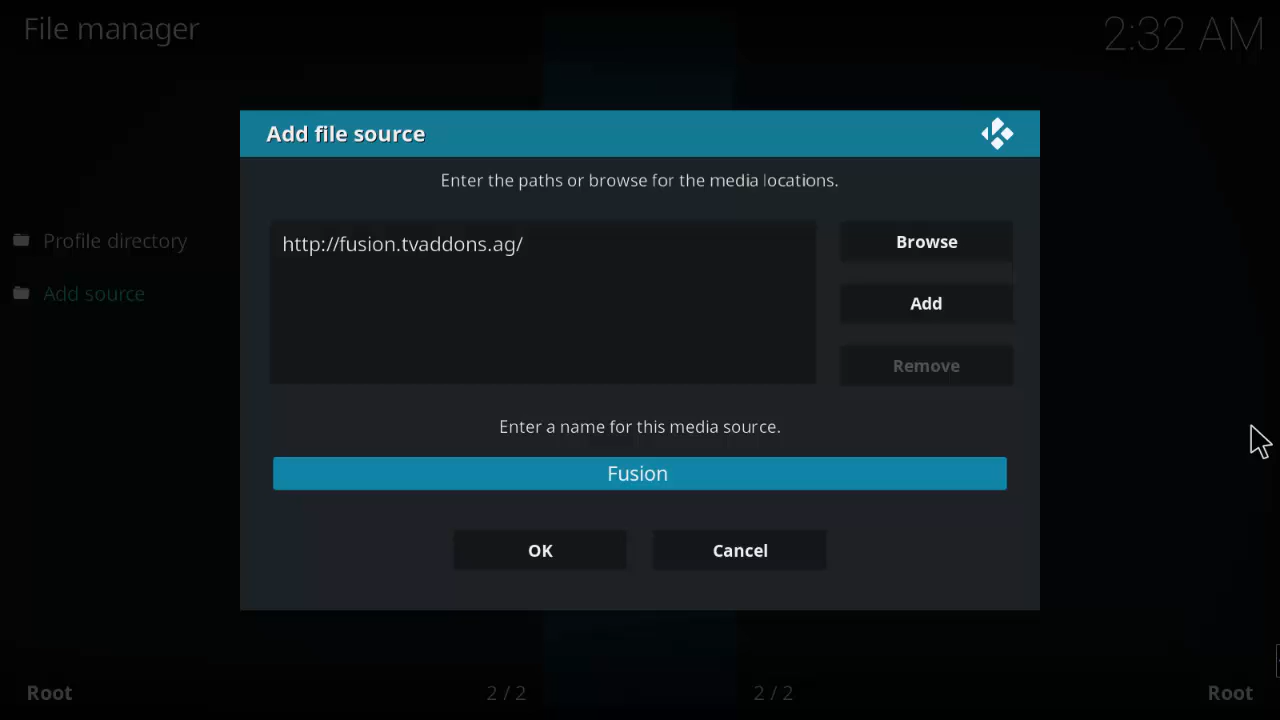 File manager
2:32 AM
Add file source
Enter the paths or browse for the media locations.
http://fusion.tvaddons.ag/
Browse
Profile directory
Add source
Add
Remove
Enter a name for this media source.
Fusion
OK
Cancel
Root
2 / 2
2 / 2
Root